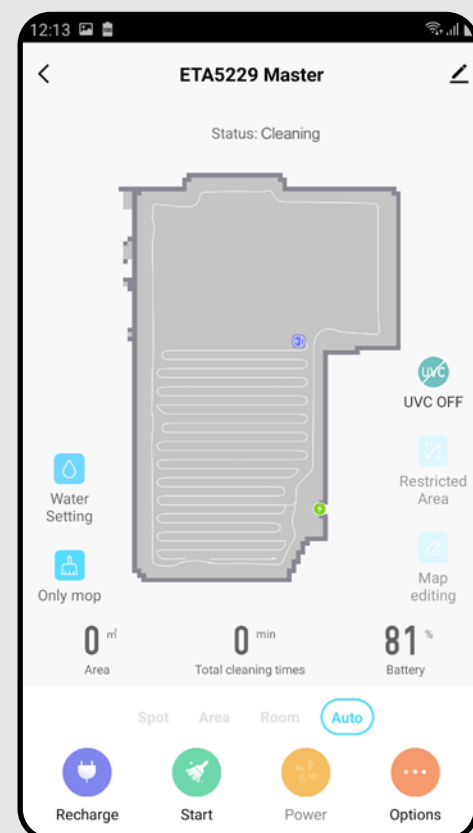 12:13
ETA5229 Master
Status: Cleaning
UVC
UVC OFF
Restricted
Area
Water
Setting
Map
editing
Only mop
0 ㎡
Area
0 min
Total cleaning times
81 %
Battery
Spot
Area
Room
Auto
Recharge
Start
Power
Options